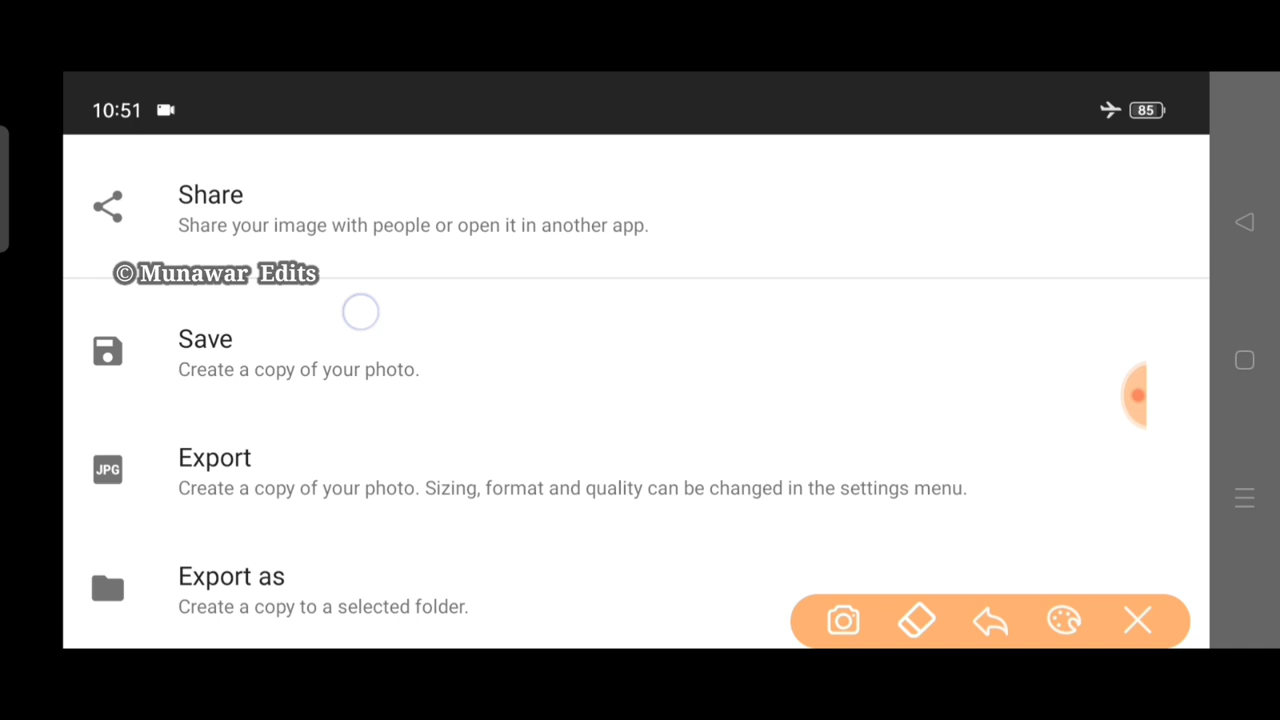 10:51
85
Share
Share your image with people or open it in another app.
© Munawar Edits
Save
Create a copy of your photo.
JPG
Export
Create a copy of your photo. Sizing, format and quality can be changed in the settings menu.
Export as
Create a copy to a selected folder.